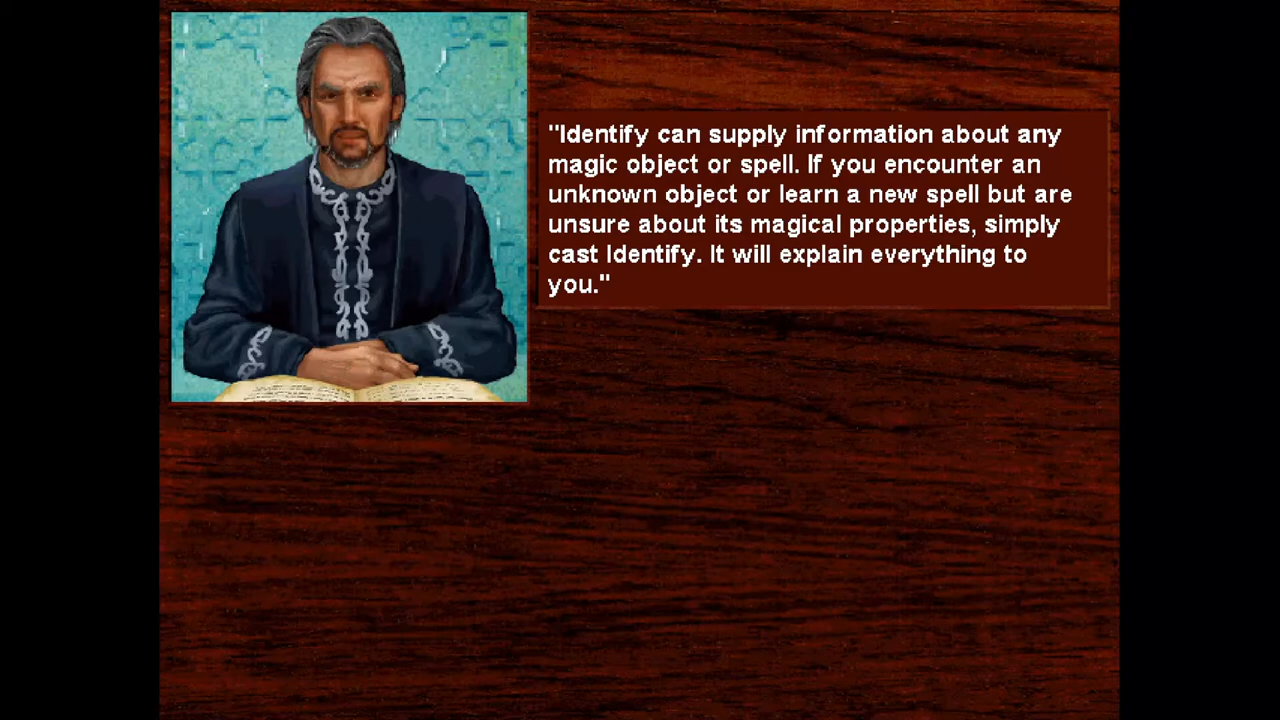 "Identify can supply information about any
magic object or spell. If you encounter an
unknown object or learn a new spell but are
unsure about its magical properties, simply
cast Identify. It will explain everything to
you."